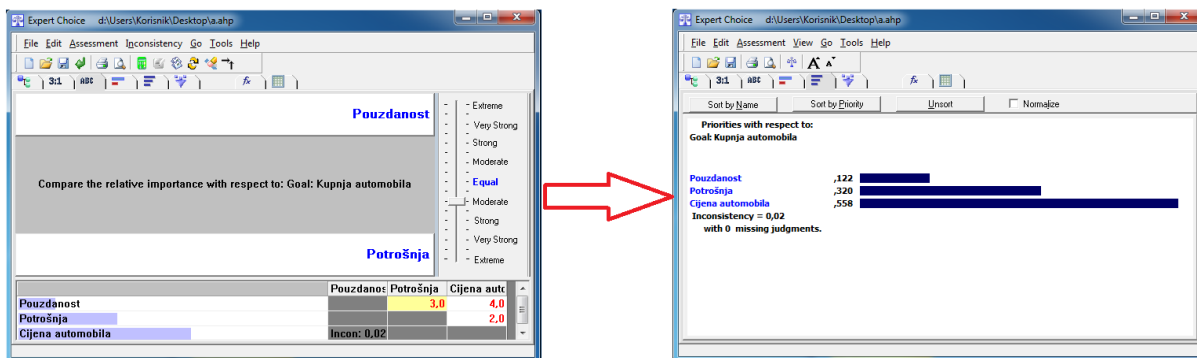 Expert Choice d:\Users\Korisnik\Desktop\a.ahp
File Edit Assessment Inconsistency Go Tools Help
3:1 ABC fx
Pouzdanost
Compare the relative importance with respect to: Goal: Kupnja automobila
Potrošnja
Extreme
Very Strong
Strong
Moderate
Equal
Moderate
Strong
Very Strong
Extreme
Pouzdanos Potrošnja Cijena autc
Pouzdanost 3,0 4,0
Potrošnja 2,0
Cijena automobila Incon: 0,02
Expert Choice d:\Users\Korisnik\Desktop\a.ahp
File Edit Assessment View Go Tools Help
A A
3:1 ABC fx
Sort by Name Sort by Priority Unsort Normalize
Priorities with respect to:
Goal: Kupnja automobila
Pouzdanost ,122
Potrošnja ,320
Cijena automobila ,558
Inconsistency = 0,02
with 0 missing judgments.